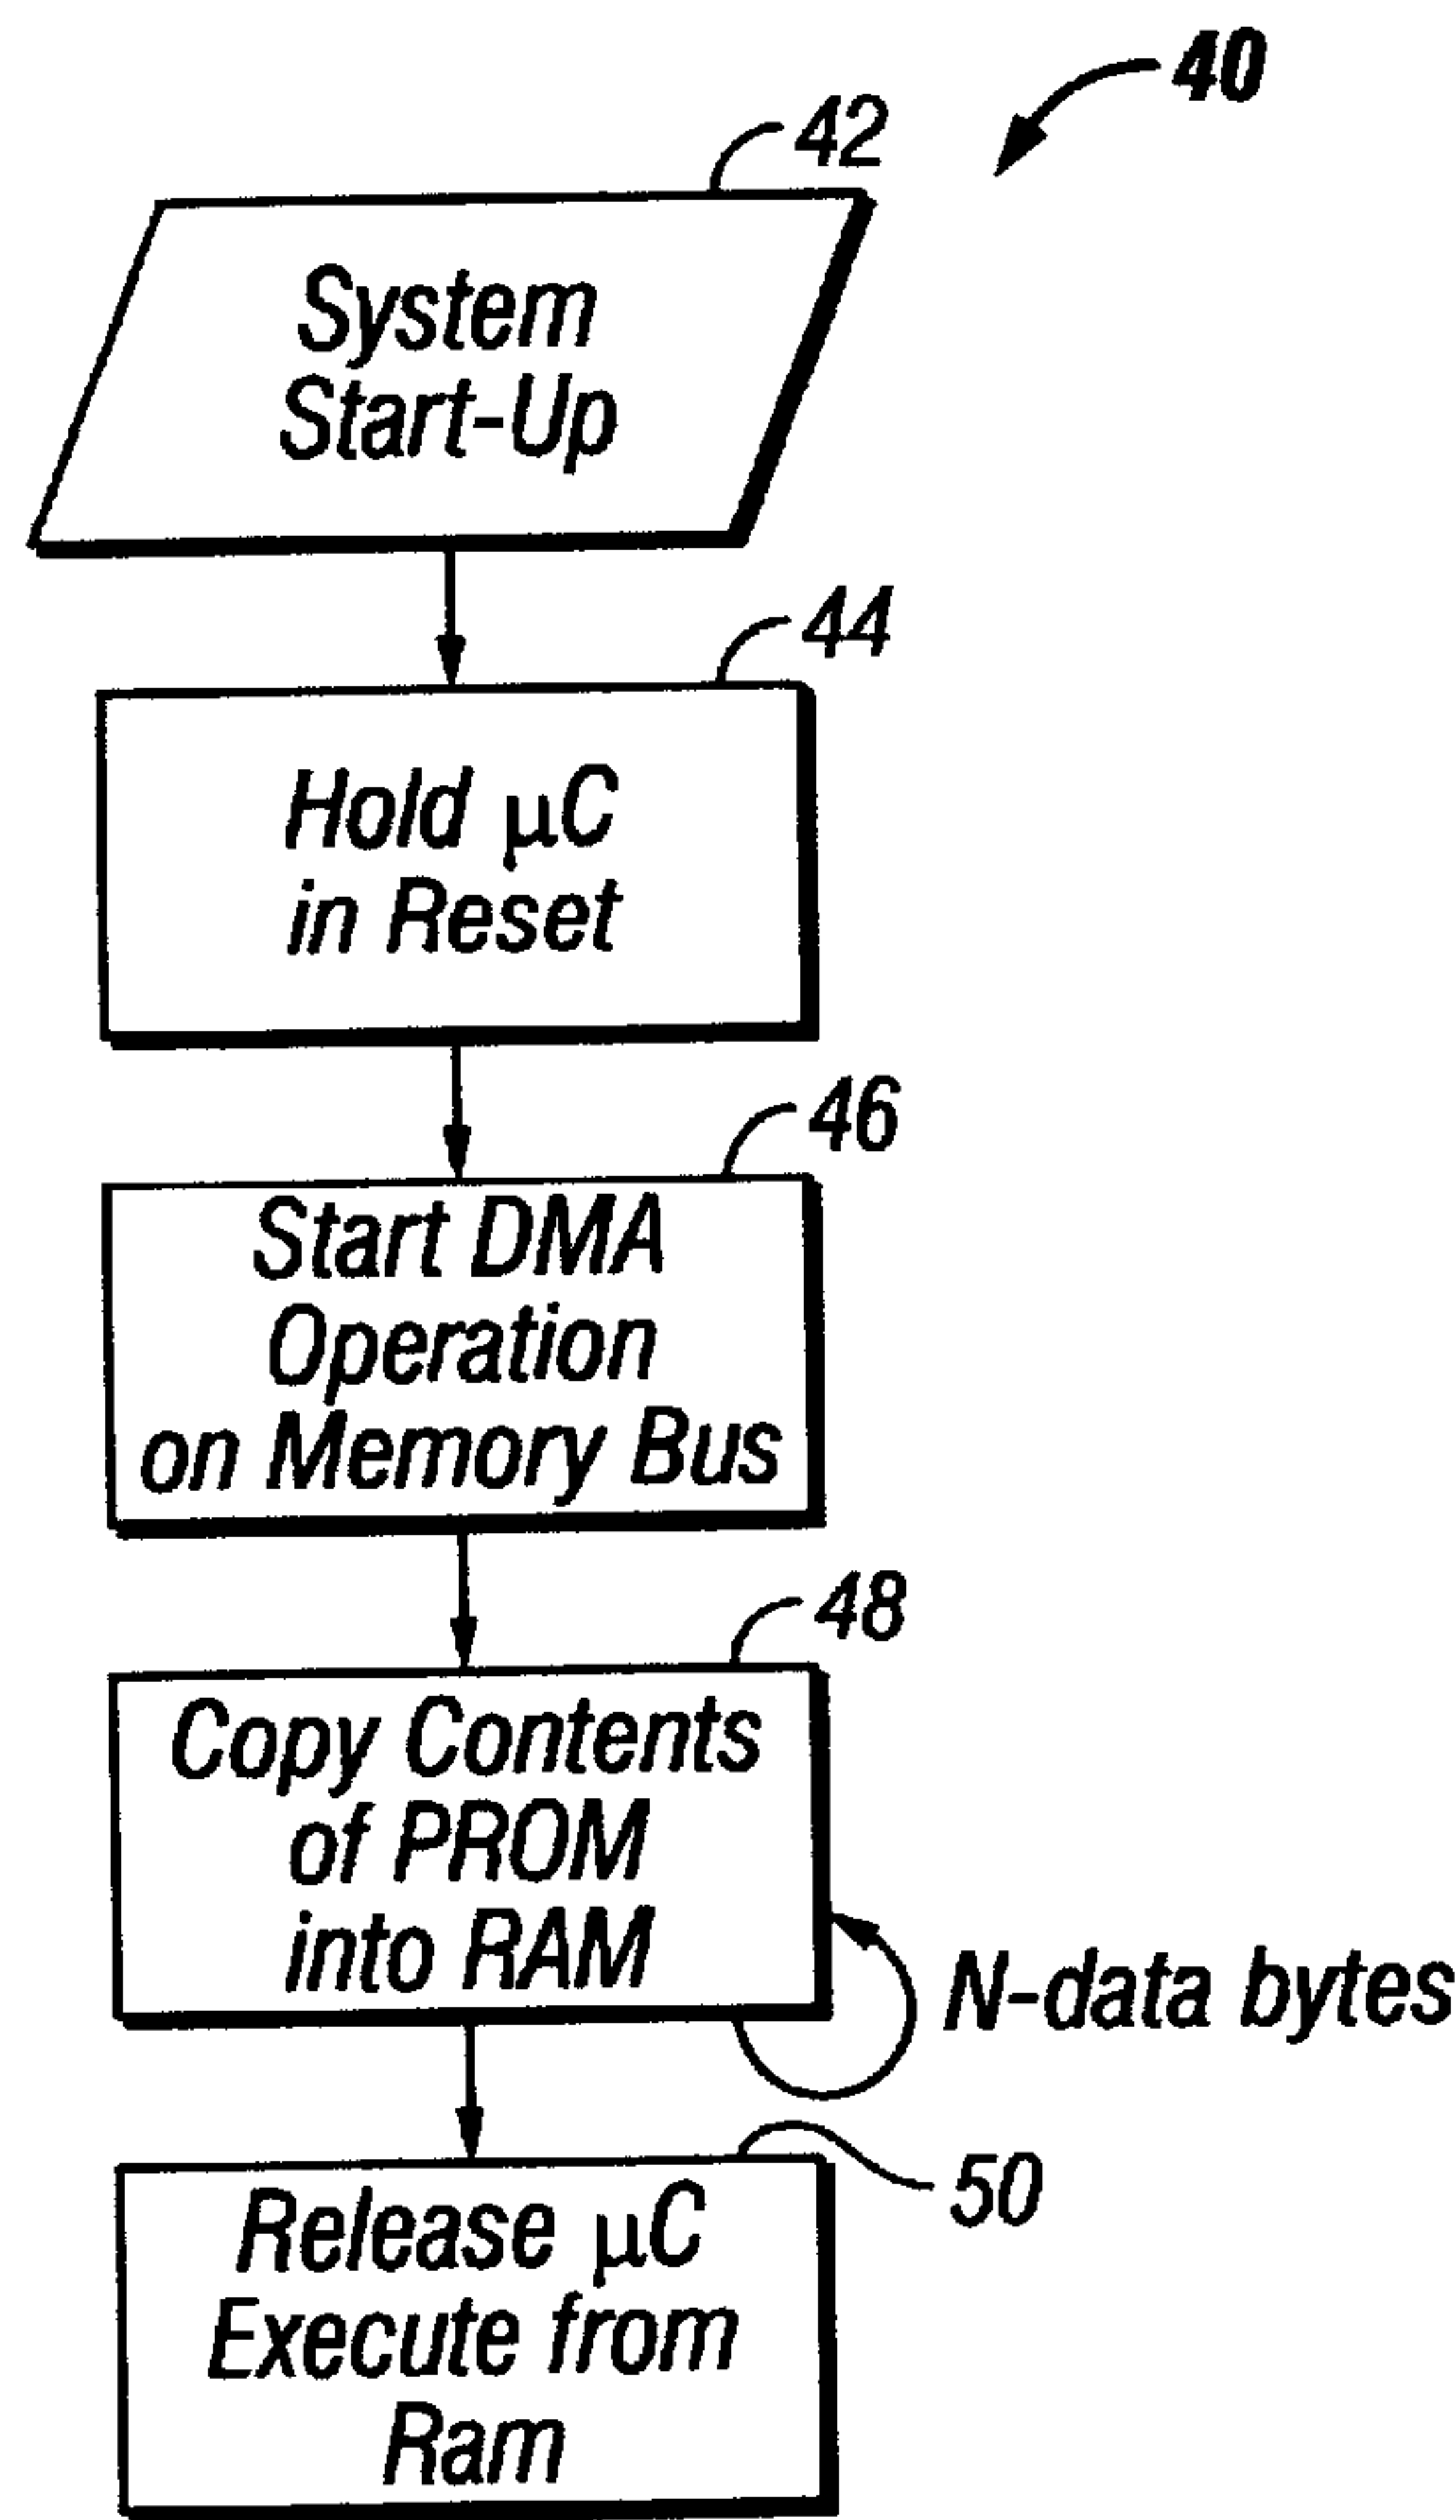 40
42
System
Start-Up
44
Hold µC
in Reset
46
Start DMA
Operation
on Memory Bus
48
Copy Contents
of PROM
into RAM
N-data bytes
50
Release µC
Execute from
Ram